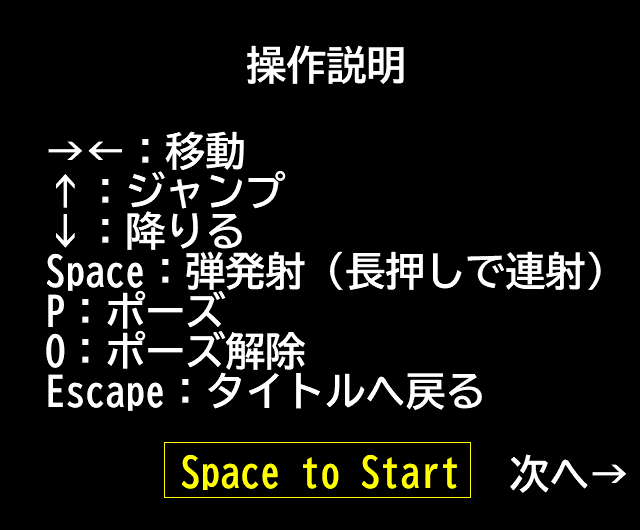 操作説明
→←：移動
↑：ジャンプ
↓：降りる
Space：弾発射（長押しで連射）
P：ポーズ
O：ポーズ解除
Escape：タイトルへ戻る
Space to Start
次へ→